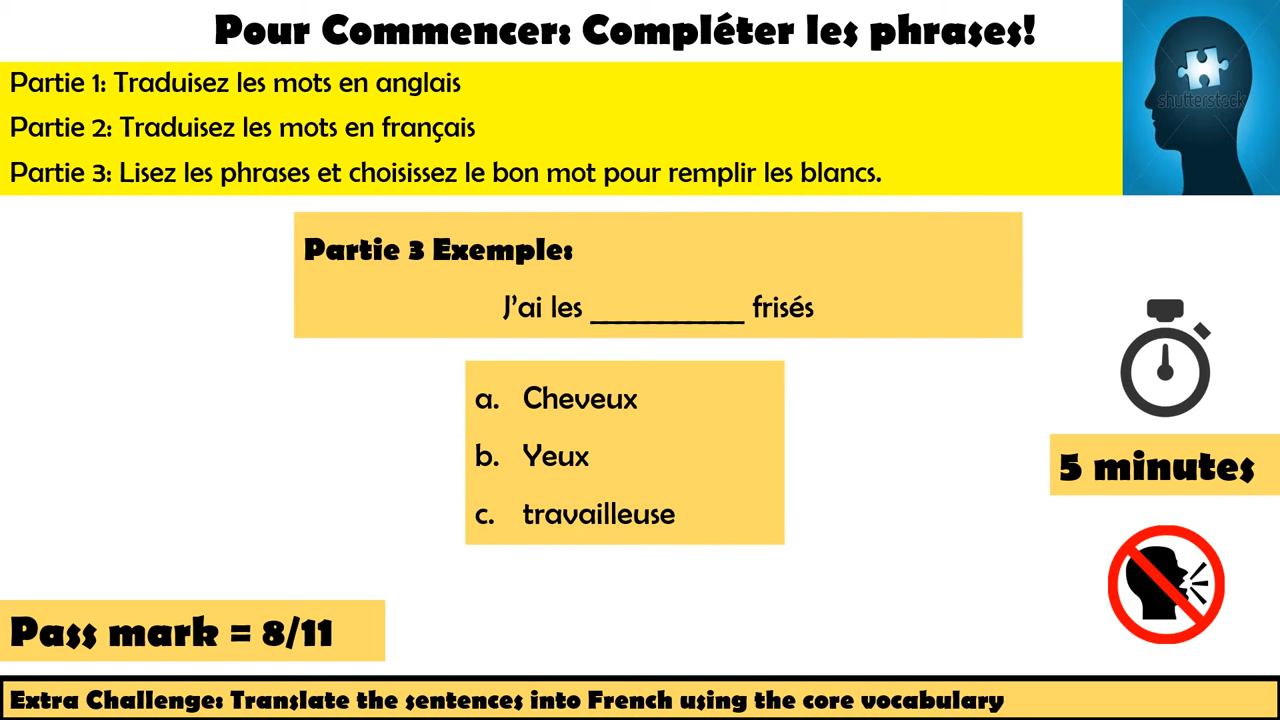 Pour Commencer: Compléter les phrases!
Partie 1: Traduisez les mots en anglais
Partie 2: Traduisez les mots en français
Partie 3: Lisez les phrases et choisissez le bon mot pour remplir les blancs.
shutterstock
Partie 3 Exemple:
J’ai les ___________ frisés
a. Cheveux
b. Yeux
c. travailleuse
5 minutes
Pass mark = 8/11
Extra Challenge: Translate the sentences into French using the core vocabulary